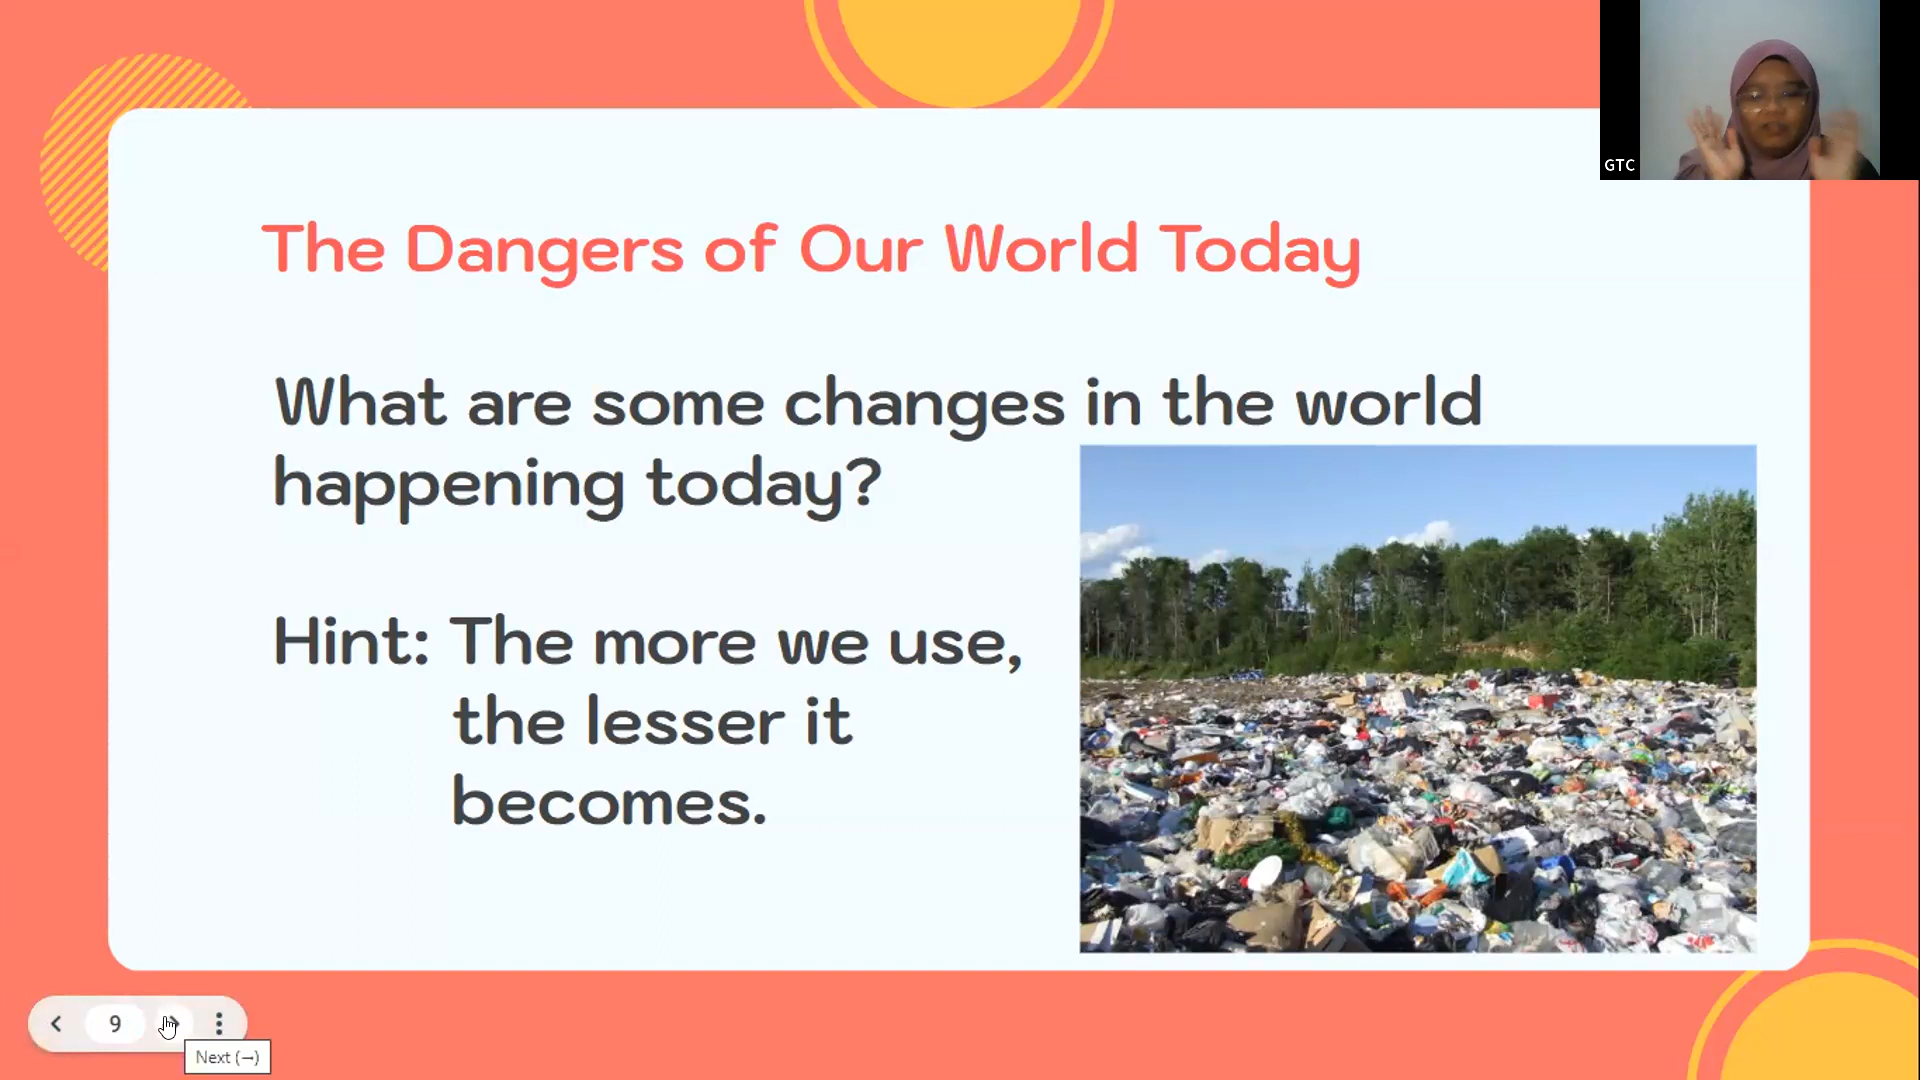 GTC
The Dangers of Our World Today
What are some changes in the world
happening today?
Hint: The more we use,
the lesser it
becomes.
9
Next (→)